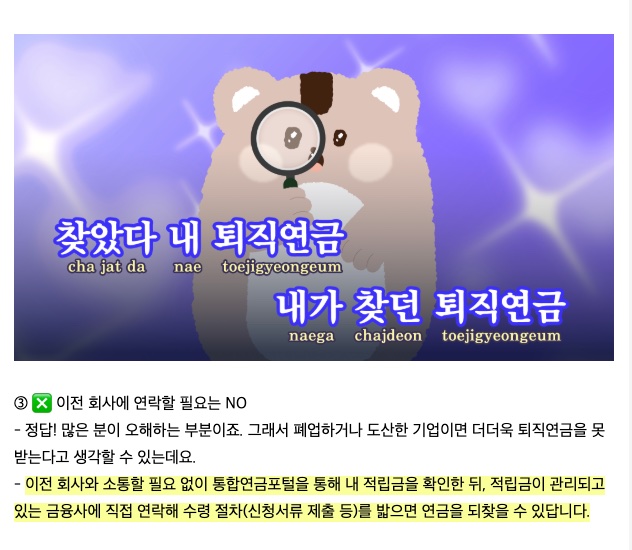 찾았다 내 퇴직연금
cha jat da nae toejigyeongeum
내가 찾던 퇴직연금
naega chajdeon toejigyeongeum
③ ❎ 이전 회사에 연락할 필요는 NO
- 정답! 많은 분이 오해하는 부분이죠. 그래서 폐업하거나 도산한 기업이면 더더욱 퇴직연금을 못
받는다고 생각할 수 있는데요.
- 이전 회사와 소통할 필요 없이 통합연금포털을 통해 내 적립금을 확인한 뒤, 적립금이 관리되고
있는 금융사에 직접 연락해 수령 절차(신청서류 제출 등)를 밟으면 연금을 되찾을 수 있답니다.